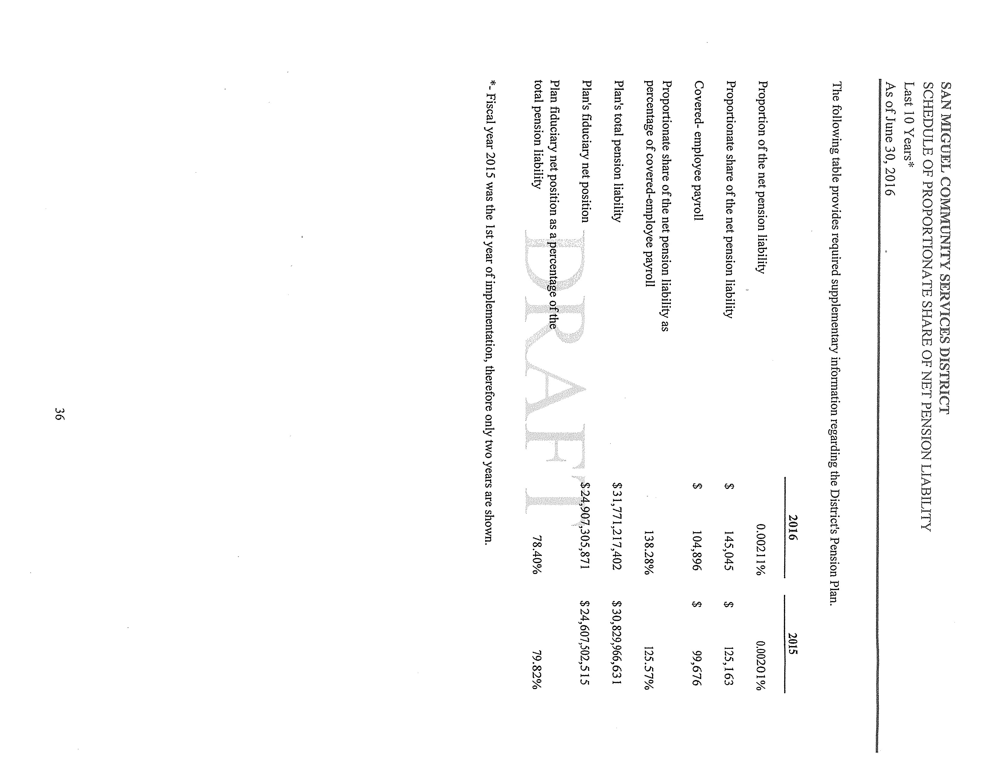 SAN MIGUEL COMMUNITY SERVICES DISTRICT
SCHEDULE OF PROPORTIONATE SHARE OF NET PENSION LIABILITY
Last 10 Years*
As of June 30, 2016
The following table provides required supplementary information regarding the District's Pension Plan.
2016 2015
Proportion of the net pension liability 0.00211% 0.00201%
Proportionate share of the net pension liability $ 145,045 $ 125,163
Covered- employee payroll $ 104,896 $ 99,676
Proportionate share of the net pension liability as
percentage of covered-employee payroll 138.28% 125.57%
Plan's total pension liability $31,771,217,402 $30,829,966,631
Plan's fiduciary net position $24,907,305,871 $24,607,502,515
Plan fiduciary net position as a percentage of the
total pension liability 78.40% 79.82%
DRAFT
*- Fiscal year 2015 was the 1st year of implementation, therefore only two years are shown.
36